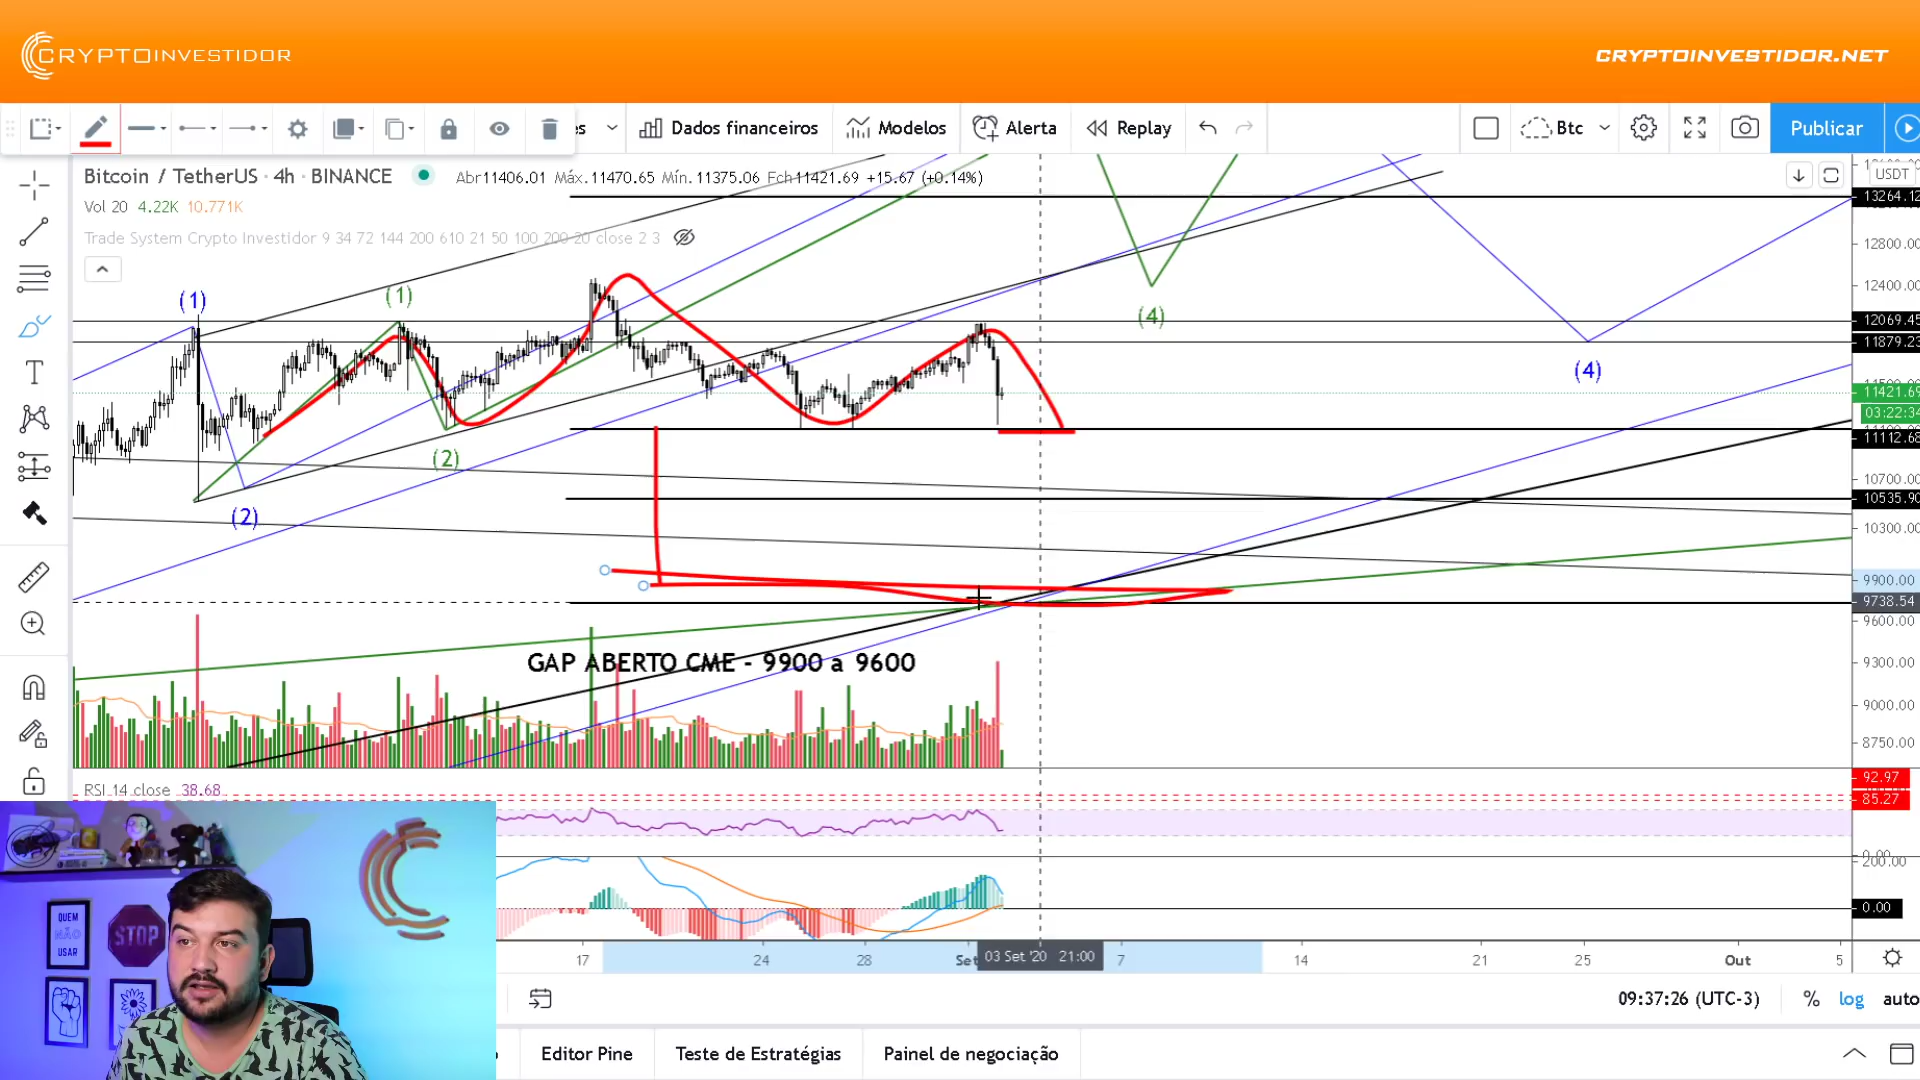 CRYPTOINVESTIDOR
CRYPTOINVESTIDOR.NET
es
Dados financeiros
Modelos
Alerta
Replay
Btc
Publicar
Bitcoin / TetherUS · 4h · BINANCE
Abr11406.01 Máx.11470.65 Mín.11375.06 Fch11421.69 +15.67 (+0.14%)
USDT
Vol 20 4.22K 10.771K
Trade System Crypto Investidor 9 34 72 144 200 610 21 50 100 200 20 close 2 3
13264.12
12800.00
12400.00
12069.45
11879.23
11421.69
03:22:34
11112.68
10700.00
10535.90
10300.00
9900.00
9738.54
9600.00
9300.00
9000.00
8750.00
(1)
(1)
(2)
(2)
(4)
(4)
GAP ABERTO CME - 9900 a 9600
RSI 14 close 38.68
92.97
85.27
0.00
200.00
0.00
17
24
28
Set
03 Set '20 21:00
7
14
21
25
Out
5
QUEM
NÃO
USAR
STOP
09:37:26 (UTC-3)
%
log
auto
Editor Pine
Teste de Estratégias
Painel de negociação